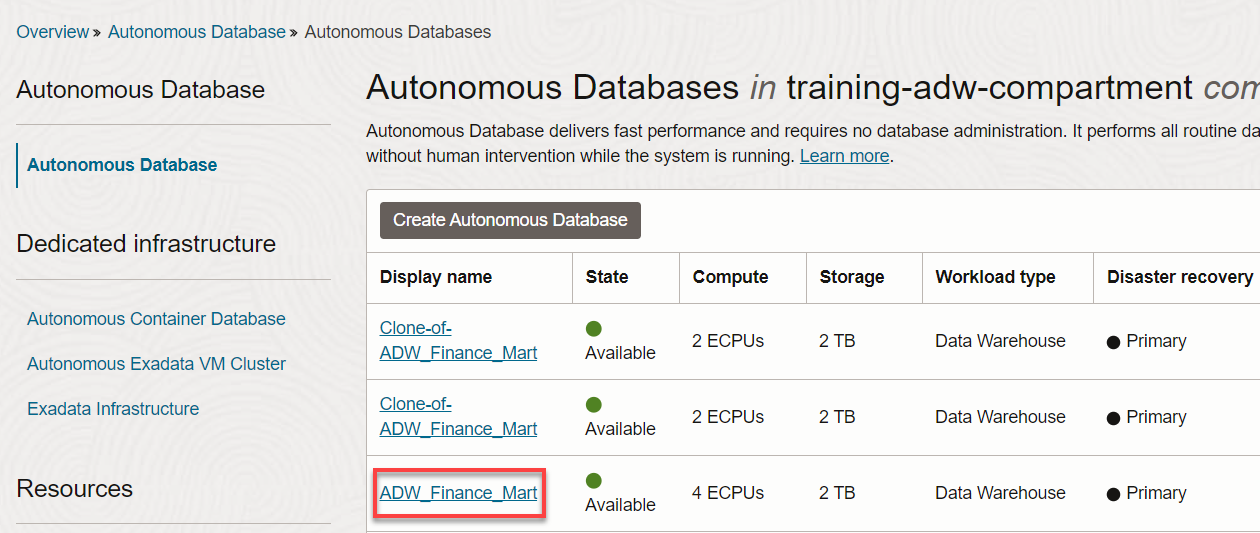 Overview » Autonomous Database » Autonomous Databases
Autonomous Database
Autonomous Database
Dedicated infrastructure
Autonomous Container Database
Autonomous Exadata VM Cluster
Exadata Infrastructure
Resources
Autonomous Databases in training-adw-compartment
Autonomous Database delivers fast performance and requires no database administration. It performs all routine
without human intervention while the system is running. Learn more.
Create Autonomous Database
Display name State Compute Storage Workload type Disaster recovery
Clone-of-
ADW_Finance_Mart Available 2 ECPUs 2 TB Data Warehouse Primary
Clone-of-
ADW_Finance_Mart Available 2 ECPUs 2 TB Data Warehouse Primary
ADW_Finance_Mart Available 4 ECPUs 2 TB Data Warehouse Primary